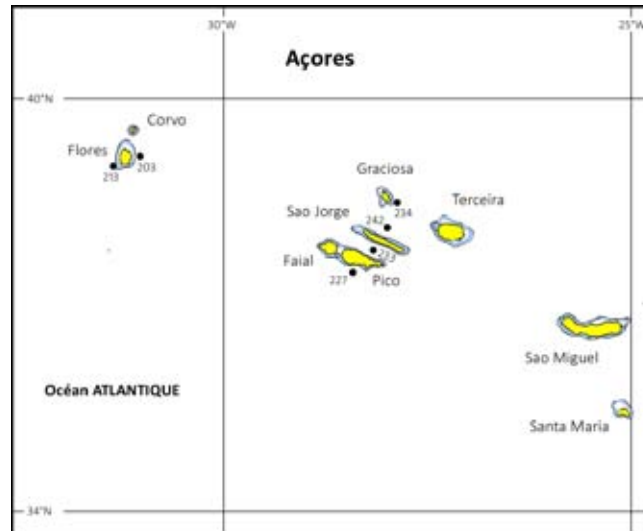 30°W
25°W
Açores
40°N
Corvo
Flores
203
213
Graciosa
Terceira
Sao Jorge
234
242
233
Faial
227
Pico
Sao Miguel
Océan ATLANTIQUE
Santa Maria
34°N